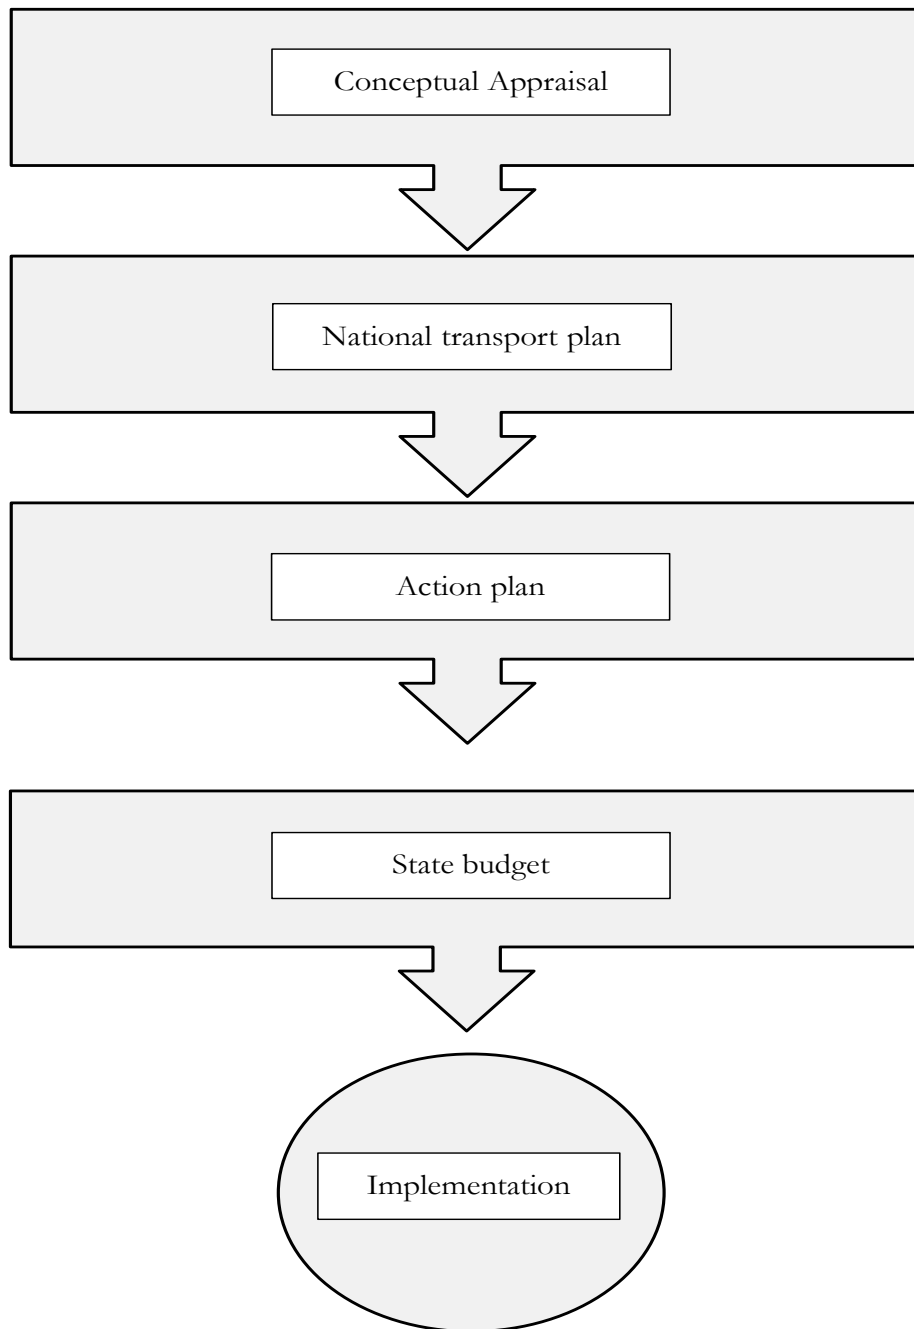 Conceptual Appraisal
National transport plan
Action plan
State budget
Implementation